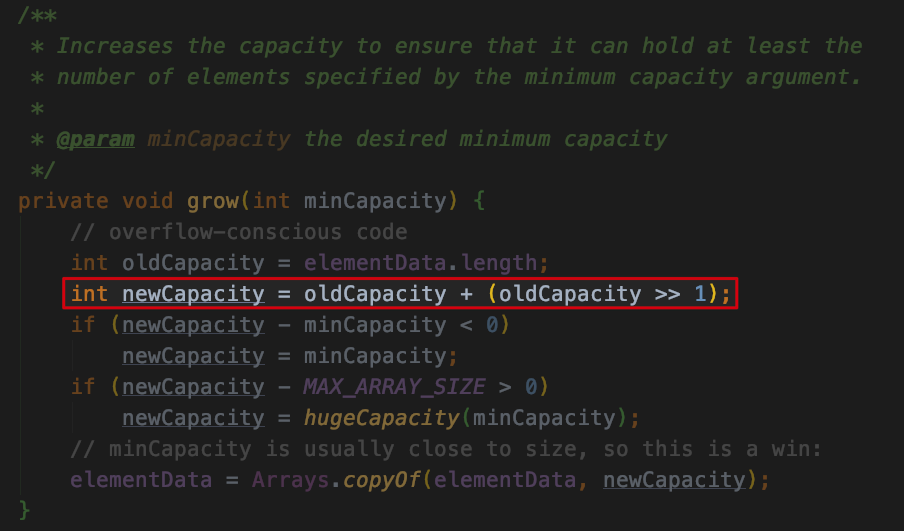 /**
 * Increases the capacity to ensure that it can hold at least the
 * number of elements specified by the minimum capacity argument.
 *
 * @param minCapacity the desired minimum capacity
 */
private void grow(int minCapacity) {
    // overflow-conscious code
    int oldCapacity = elementData.length;
    int newCapacity = oldCapacity + (oldCapacity >> 1);
    if (newCapacity - minCapacity < 0)
        newCapacity = minCapacity;
    if (newCapacity - MAX_ARRAY_SIZE > 0)
        newCapacity = hugeCapacity(minCapacity);
    // minCapacity is usually close to size, so this is a win:
    elementData = Arrays.copyOf(elementData, newCapacity);
}